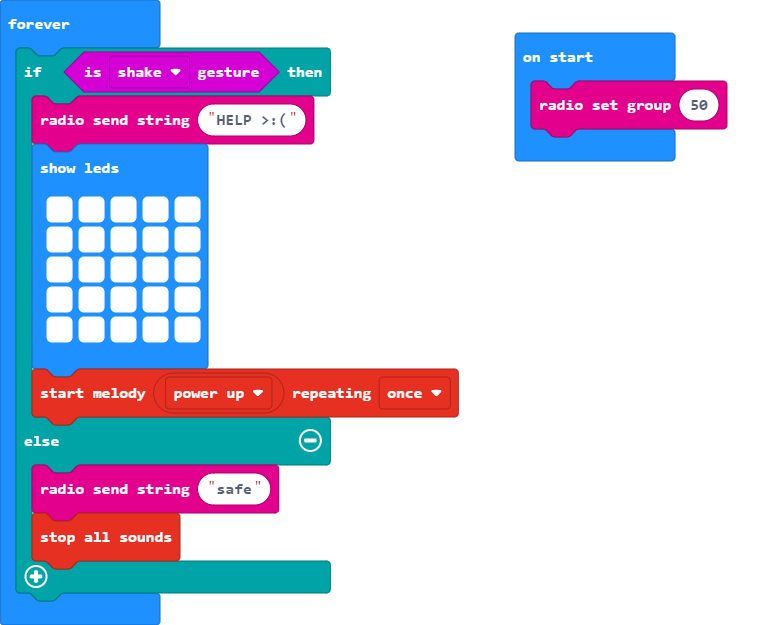 forever
if is shake gesture then
radio send string "HELP >:("
show leds
start melody power up repeating once
else
radio send string "safe"
stop all sounds
on start
radio set group 50